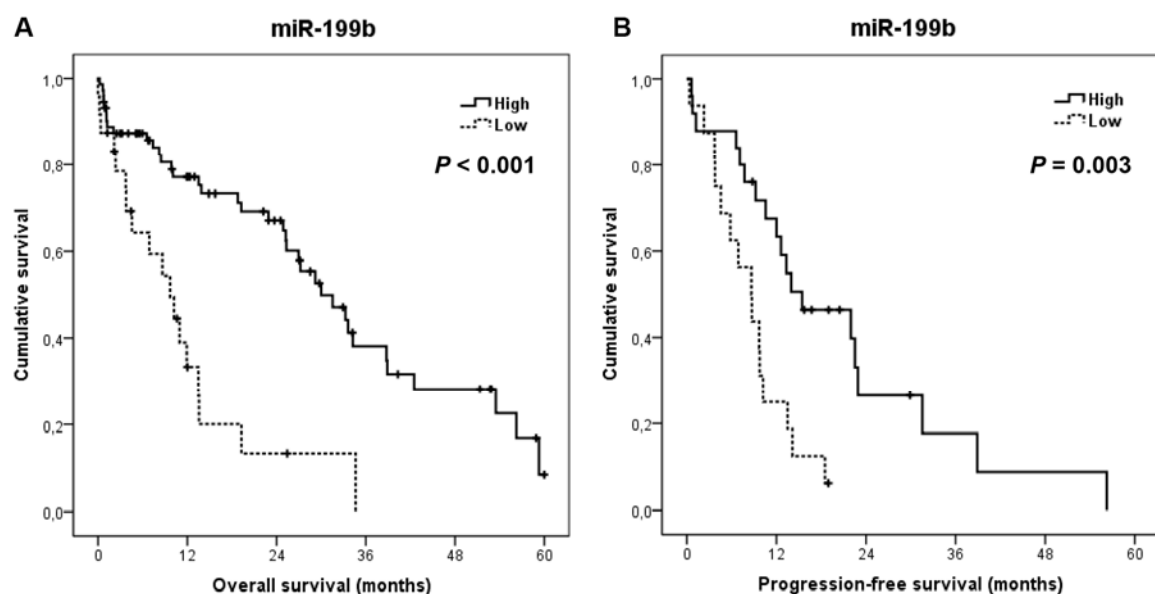 A
miR-199b
1,0
0,8
0,6
0,4
0,2
0,0
Cumulative survival
High
Low
P < 0.001
0
12
24
36
48
60
Overall survival (months)
B
miR-199b
1,0
0,8
0,6
0,4
0,2
0,0
Cumulative survival
High
Low
P = 0.003
0
12
24
36
48
60
Progression-free survival (months)